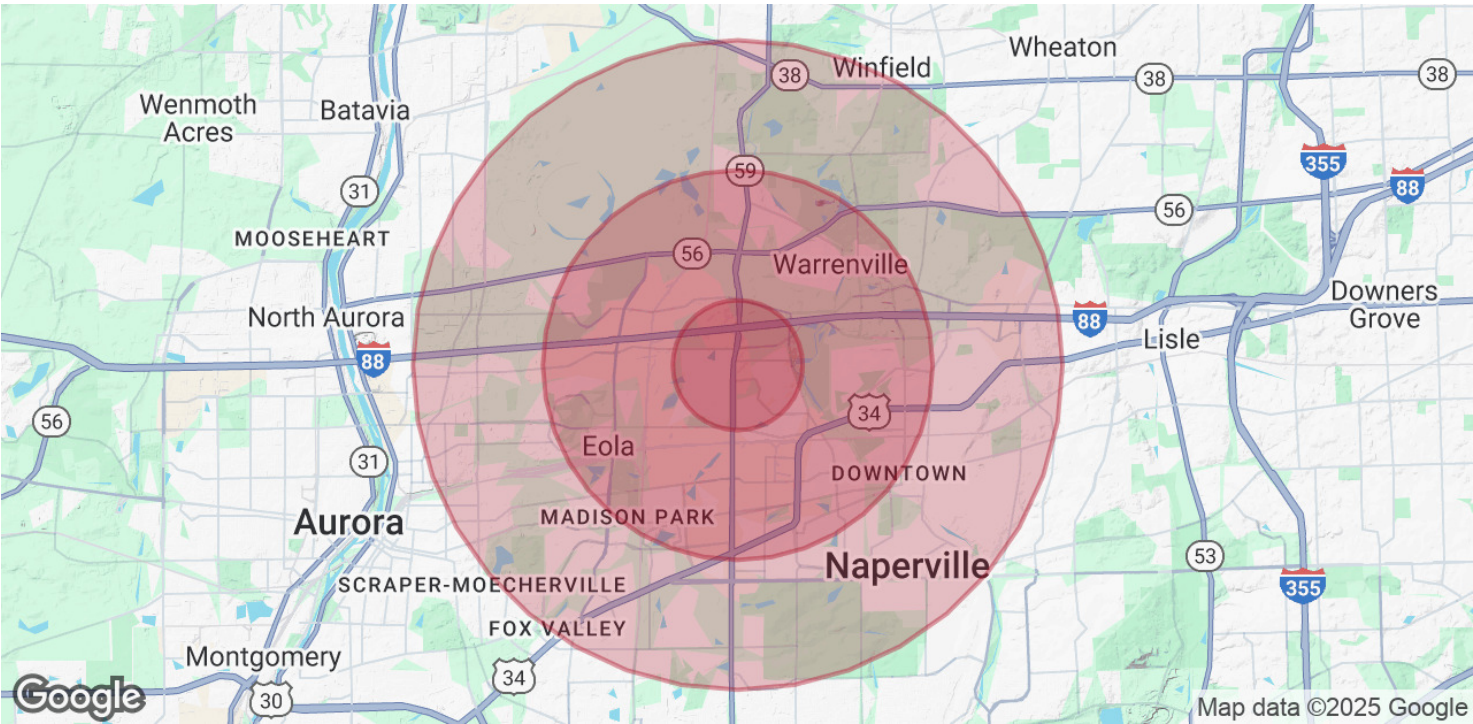 Wheaton
38
Winfield
38
38
Wenmoth
Acres
Batavia
355
88
59
31
56
MOOSEHEART
56
Warrenville
North Aurora
88
88
Downers
Grove
Lisle
56
34
Eola
31
DOWNTOWN
Aurora
MADISON PARK
53
Naperville
SCRAPER-MOECHERVILLE
355
FOX VALLEY
Montgomery
34
30
Google
Map data ©2025 Google